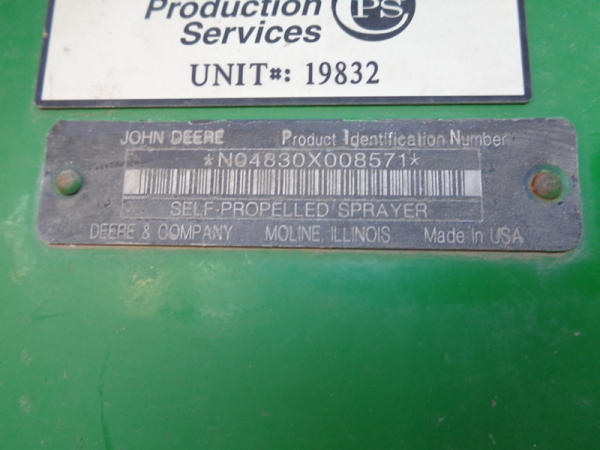 Production
Services
PS
UNIT#: 19832
JOHN DEERE Product Identification Number
*N04830X008571*
SELF-PROPELLED SPRAYER
DEERE & COMPANY MOLINE, ILLINOIS Made In USA